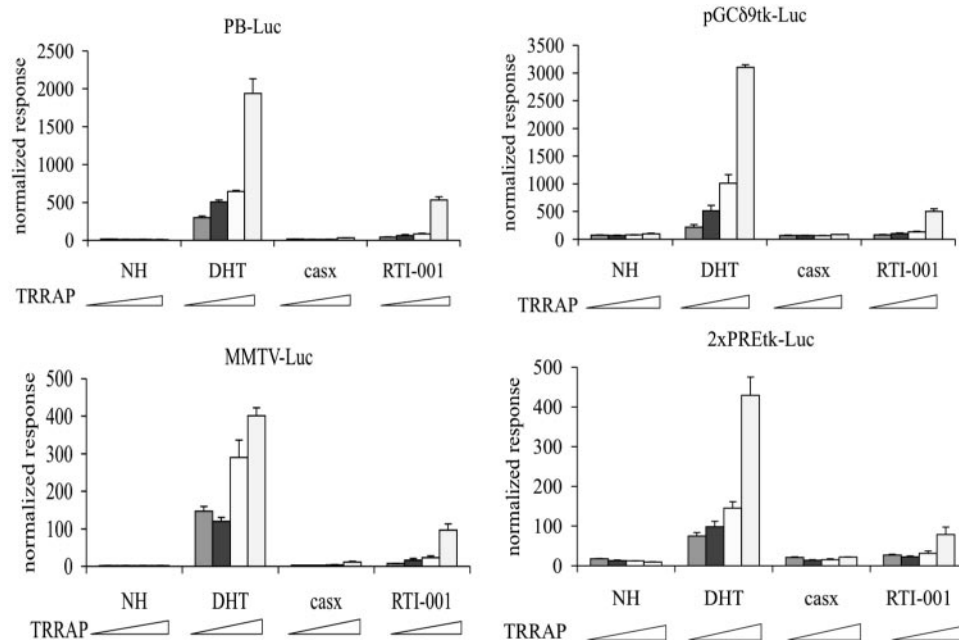 PB-Luc
normalized response
2500
2000
1500
1000
500
0
NH DHT casx RTI-001
TRRAP
pGCδ9tk-Luc
normalized response
3500
3000
3500
1000
500
0
NH DHT casx RTI-001
TRRAP
MMTV-Luc
normalized response
500
400
300
200
100
0
NH DHT casx RTI-001
TRRAP
2xPREtk-Luc
normalized response
500
400
300
200
100
0
NH DHT casx RTI-001
TRRAP